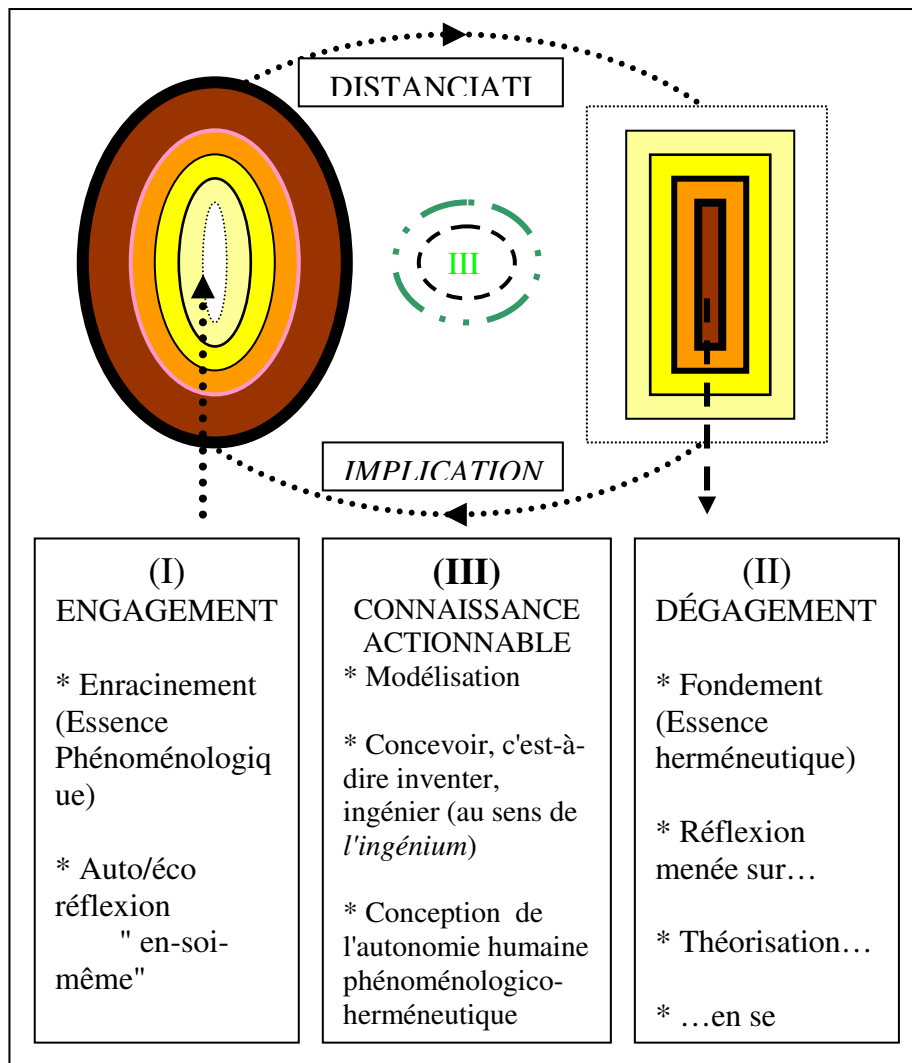 DISTANCIATI
III
IMPLICATION
(I)
ENGAGEMENT
* Enracinement
(Essence
Phénoménologiq
ue)
* Auto/éco
réflexion
" en-soi-
même"
(III)
CONNAISSANCE
ACTIONNABLE
* Modélisation
* Concevoir, c'est-à-
dire inventer,
ingénier (au sens de
l'ingénium)
* Conception de
l'autonomie humaine
phénoménologico-
herméneutique
(II)
DÉGAGEMENT
* Fondement
(Essence
herméneutique)
* Réflexion
menée sur…
* Théorisation…
* …en se